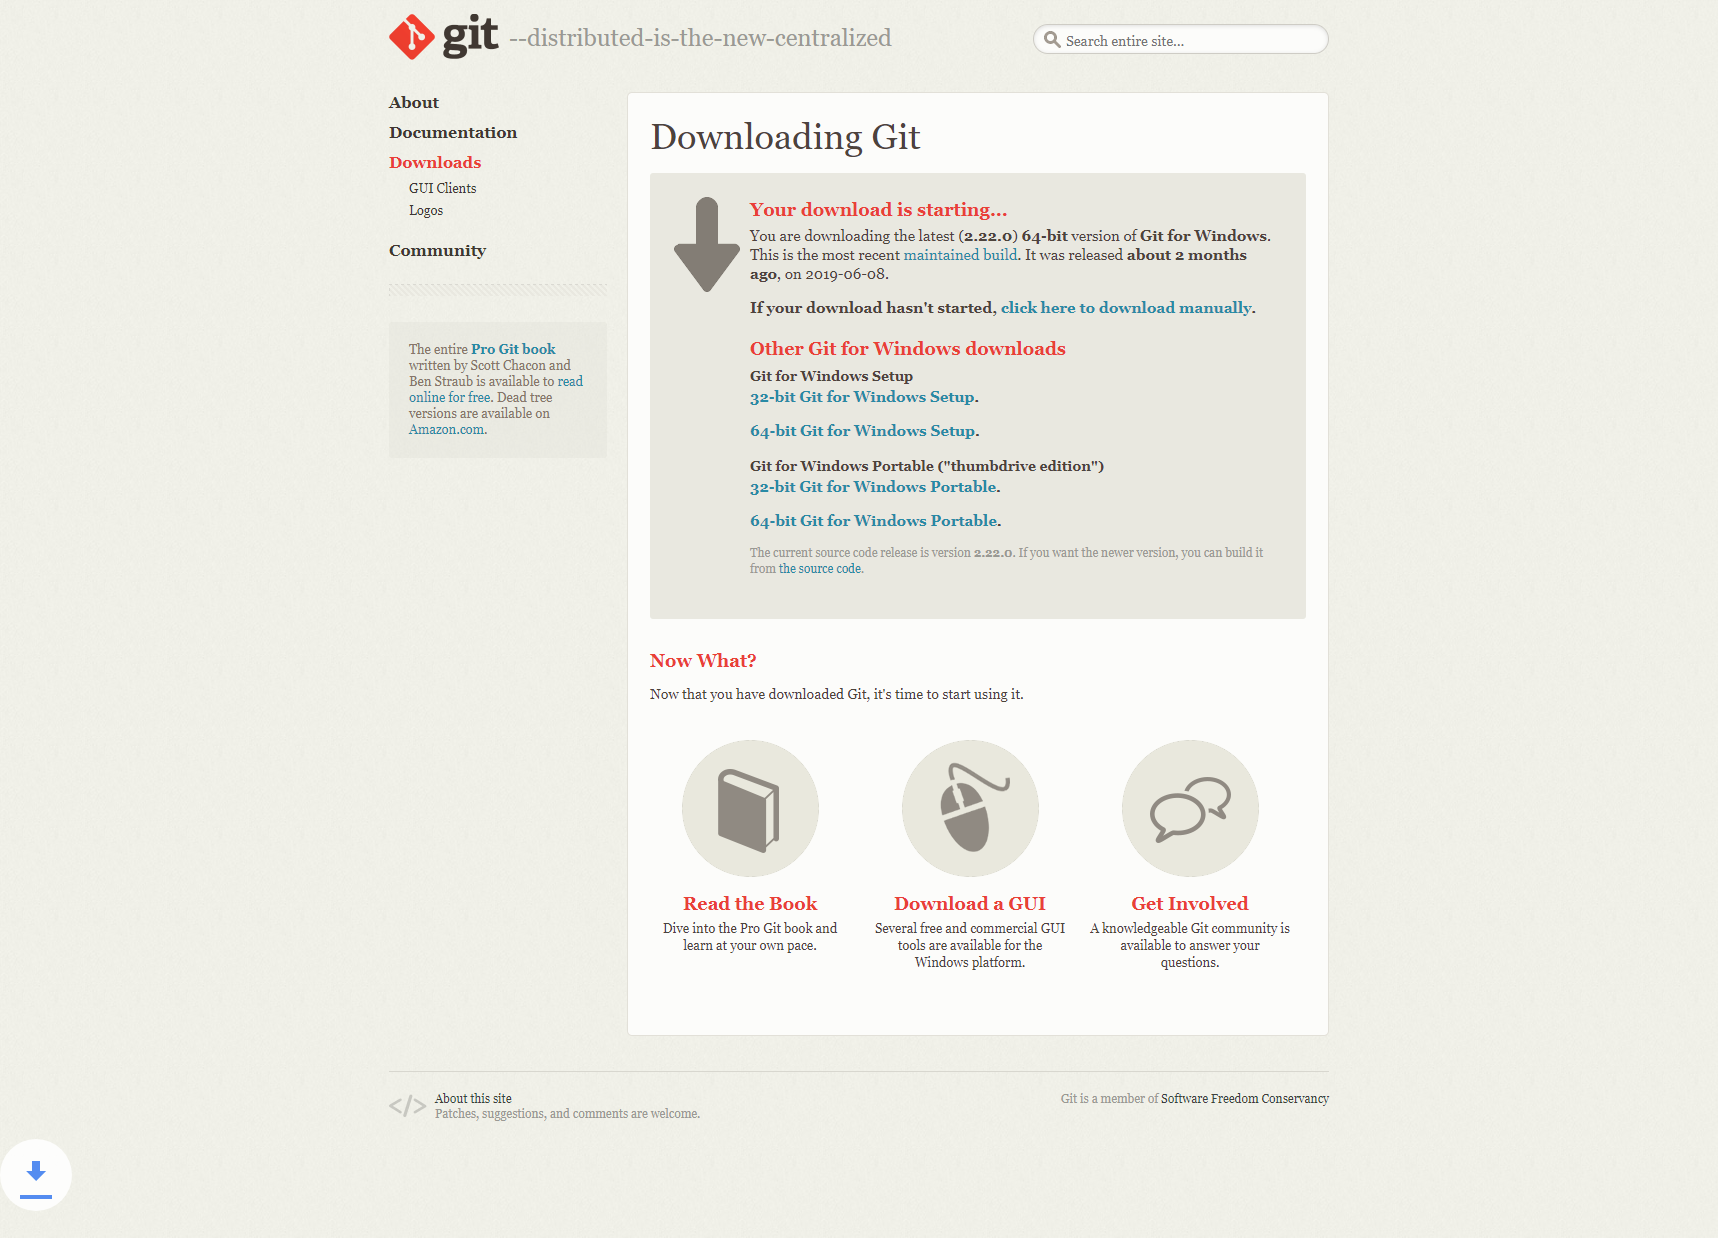 git --distributed-is-the-new-centralized
Search entire site...
About
Documentation
Downloads
GUI Clients
Logos
Community
The entire Pro Git book
written by Scott Chacon and
Ben Straub is available to read
online for free. Dead tree
versions are available on
Amazon.com.
Downloading Git
Your download is starting...
You are downloading the latest (2.22.0) 64-bit version of Git for Windows.
This is the most recent maintained build. It was released about 2 months
ago, on 2019-06-08.
If your download hasn't started, click here to download manually.
Other Git for Windows downloads
Git for Windows Setup
32-bit Git for Windows Setup.
64-bit Git for Windows Setup.
Git for Windows Portable ("thumbdrive edition")
32-bit Git for Windows Portable.
64-bit Git for Windows Portable.
The current source code release is version 2.22.0. If you want the newer version, you can build it
from the source code.
Now What?
Now that you have downloaded Git, it's time to start using it.
Read the Book
Dive into the Pro Git book and
learn at your own pace.
Download a GUI
Several free and commercial GUI
tools are available for the
Windows platform.
Get Involved
A knowledgeable Git community is
available to answer your
questions.
</>
About this site
Patches, suggestions, and comments are welcome.
Git is a member of Software Freedom Conservancy